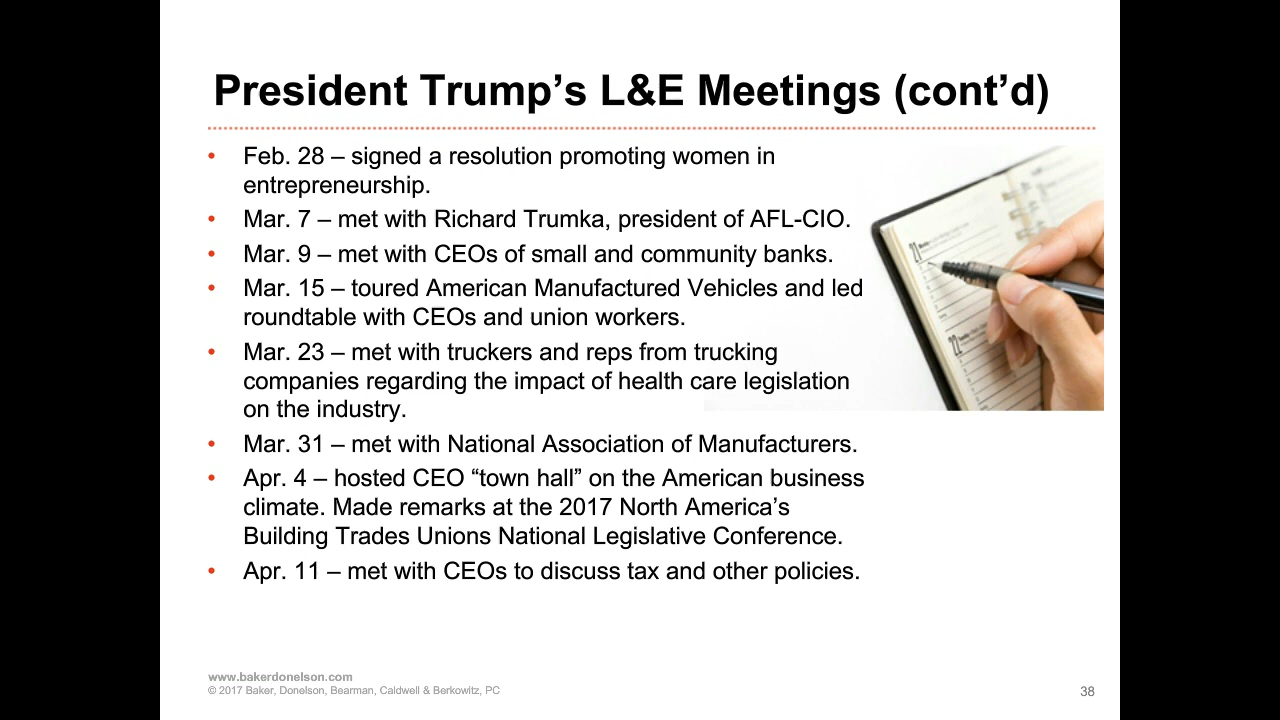 President Trump’s L&E Meetings (cont’d)
• Feb. 28 – signed a resolution promoting women in
entrepreneurship.
• Mar. 7 – met with Richard Trumka, president of AFL-CIO.
• Mar. 9 – met with CEOs of small and community banks.
• Mar. 15 – toured American Manufactured Vehicles and led
roundtable with CEOs and union workers.
• Mar. 23 – met with truckers and reps from trucking
companies regarding the impact of health care legislation
on the industry.
• Mar. 31 – met with National Association of Manufacturers.
• Apr. 4 – hosted CEO “town hall” on the American business
climate. Made remarks at the 2017 North America’s
Building Trades Unions National Legislative Conference.
• Apr. 11 – met with CEOs to discuss tax and other policies.
21
22
www.bakerdonelson.com
© 2017 Baker, Donelson, Bearman, Caldwell & Berkowitz, PC
38